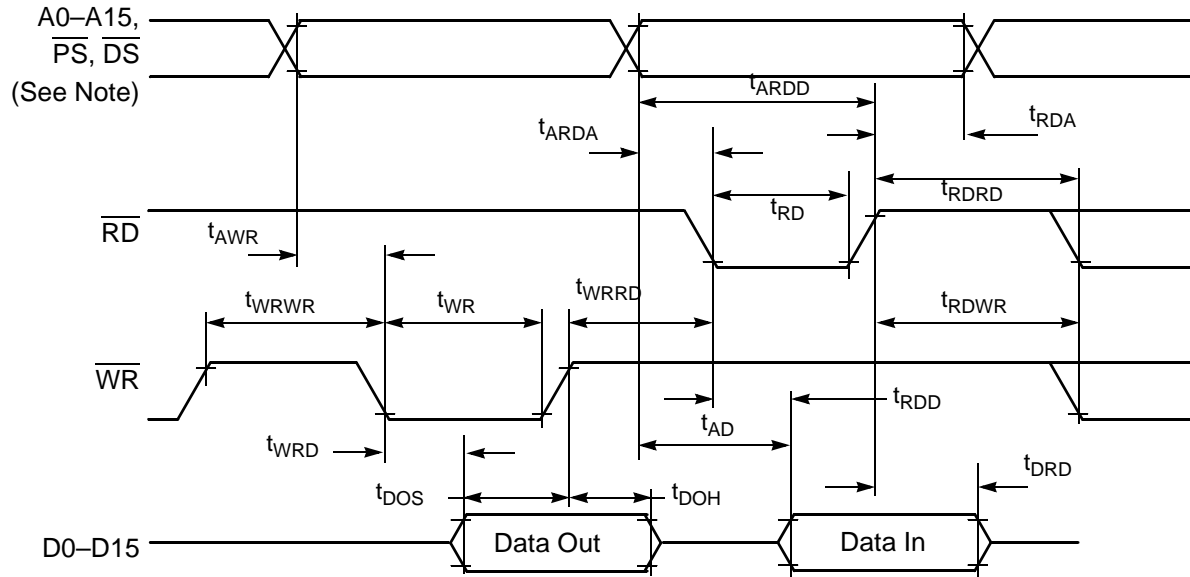 A0–A15,
PS, DS
(See Note)
tARDD
tARDA
tRDA
tRD
tRDRD
RD
tAWR
tWRWR
tWR
tWRRD
tRDWR
WR
tRDD
tAD
tWRD
tDRD
tDOS
tDOH
D0–D15
Data Out
Data In